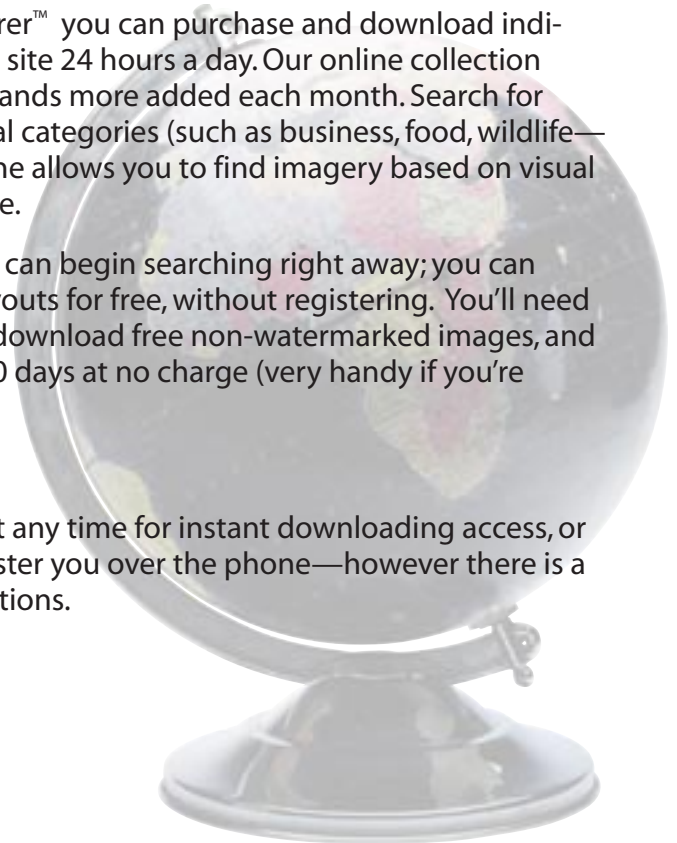 rer™ you can purchase and download indi-
site 24 hours a day. Our online collection
ands more added each month. Search for
al categories (such as business, food, wildlife—
ne allows you to find imagery based on visual
e.
can begin searching right away; you can
outs for free, without registering. You’ll need
download free non-watermarked images, and
0 days at no charge (very handy if you’re
t any time for instant downloading access, or
ster you over the phone—however there is a
tions.